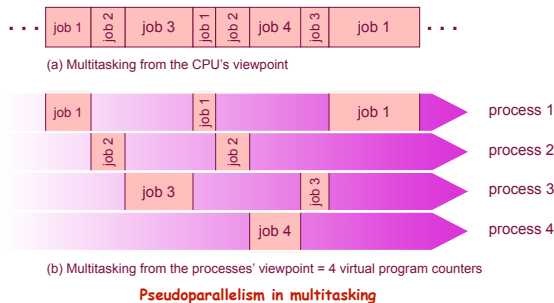 ... job 1 job 2 job 3 job 1 job 2 job 4 job 3 job 1 ...
(a) Multitasking from the CPU's viewpoint
job 1 job 1 job 1 process 1
job 2 job 2 process 2
job 3 job 3 process 3
job 4 process 4
(b) Multitasking from the processes' viewpoint = 4 virtual program counters
Pseudoparallelism in multitasking